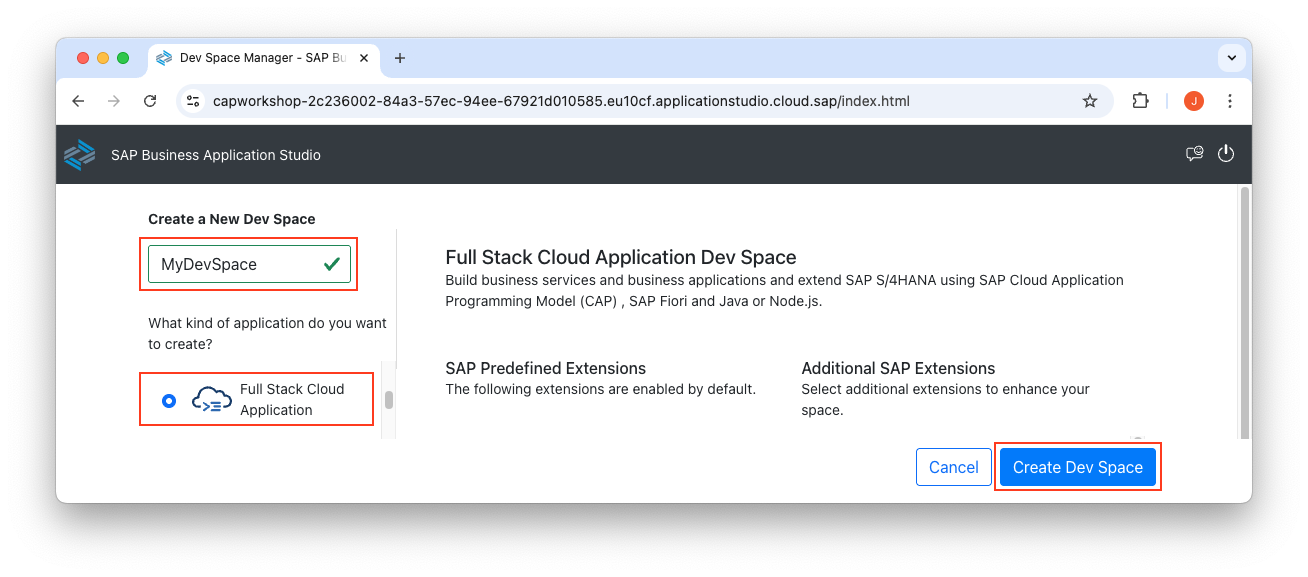 Dev Space Manager - SAP Bu
capworkshop-2c236002-84a3-57ec-94ee-67921d010585.eu10cf.applicationstudio.cloud.sap/index.html
J
SAP Business Application Studio
Create a New Dev Space
MyDevSpace
What kind of application do you want
to create?
Full Stack Cloud
Application
Full Stack Cloud Application Dev Space
Build business services and business applications and extend SAP S/4HANA using SAP Cloud Application
Programming Model (CAP) , SAP Fiori and Java or Node.js.
SAP Predefined Extensions
The following extensions are enabled by default.
Additional SAP Extensions
Select additional extensions to enhance your
space.
Cancel
Create Dev Space